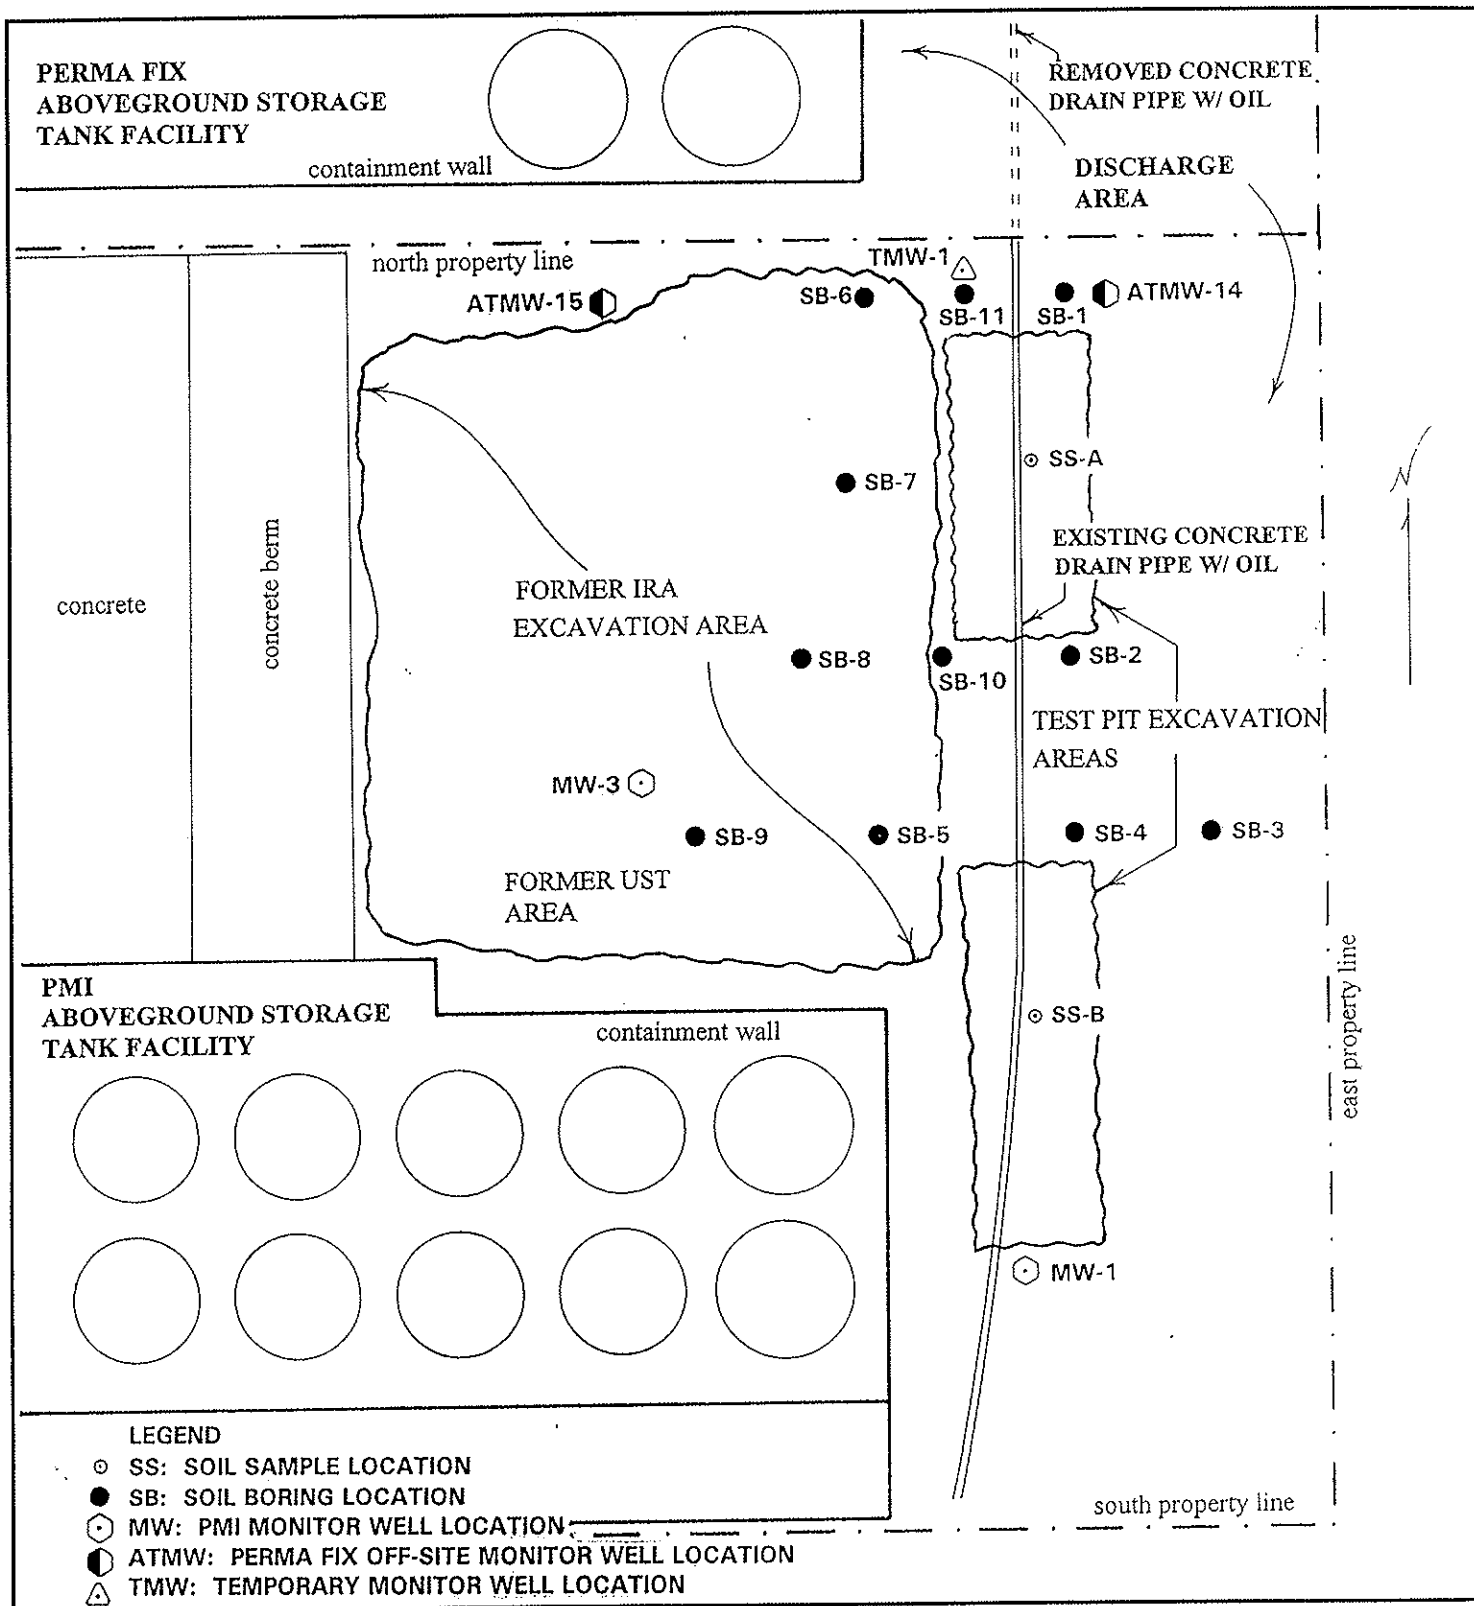 PERMA FIX
ABOVEGROUND STORAGE
TANK FACILITY
containment wall
REMOVED CONCRETE
DRAIN PIPE W/ OIL
DISCHARGE
AREA
north property line
TMW-1
ATMW-15
SB-6
SB-11
SB-1
ATMW-14
SS-A
SB-7
N
EXISTING CONCRETE
DRAIN PIPE W/ OIL
concrete
concrete berm
FORMER IRA
EXCAVATION AREA
SB-8
SB-10
SB-2
TEST PIT EXCAVATION
AREAS
MW-3
SB-9
SB-5
SB-4
SB-3
FORMER UST
AREA
PMI
ABOVEGROUND STORAGE
TANK FACILITY
containment wall
SS-B
east property line
MW-1
LEGEND
SS: SOIL SAMPLE LOCATION
SB: SOIL BORING LOCATION
MW: PMI MONITOR WELL LOCATION
ATMW: PERMA FIX OFF-SITE MONITOR WELL LOCATION
TMW: TEMPORARY MONITOR WELL LOCATION
south property line